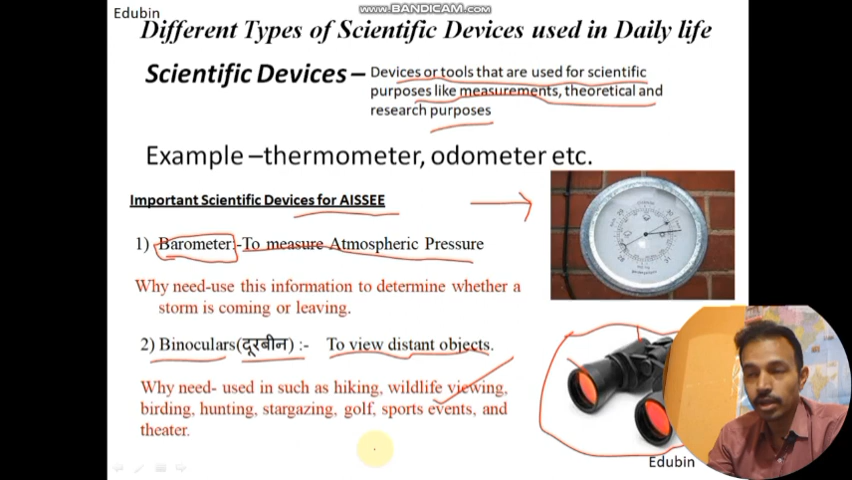 Edubin
www.BANDICAM.com
Different Types of Scientific Devices used in Daily life
Scientific Devices – Devices or tools that are used for scientific
purposes like measurements, theoretical and
research purposes
Example –thermometer, odometer etc.
Important Scientific Devices for AISSEE
1) Barometer:-To measure Atmospheric Pressure
Why need-use this information to determine whether a
storm is coming or leaving.
2) Binoculars(दूरबीन) :- To view distant objects.
Why need- used in such as hiking, wildlife viewing,
birding, hunting, stargazing, golf, sports events, and
theater.
Edubin